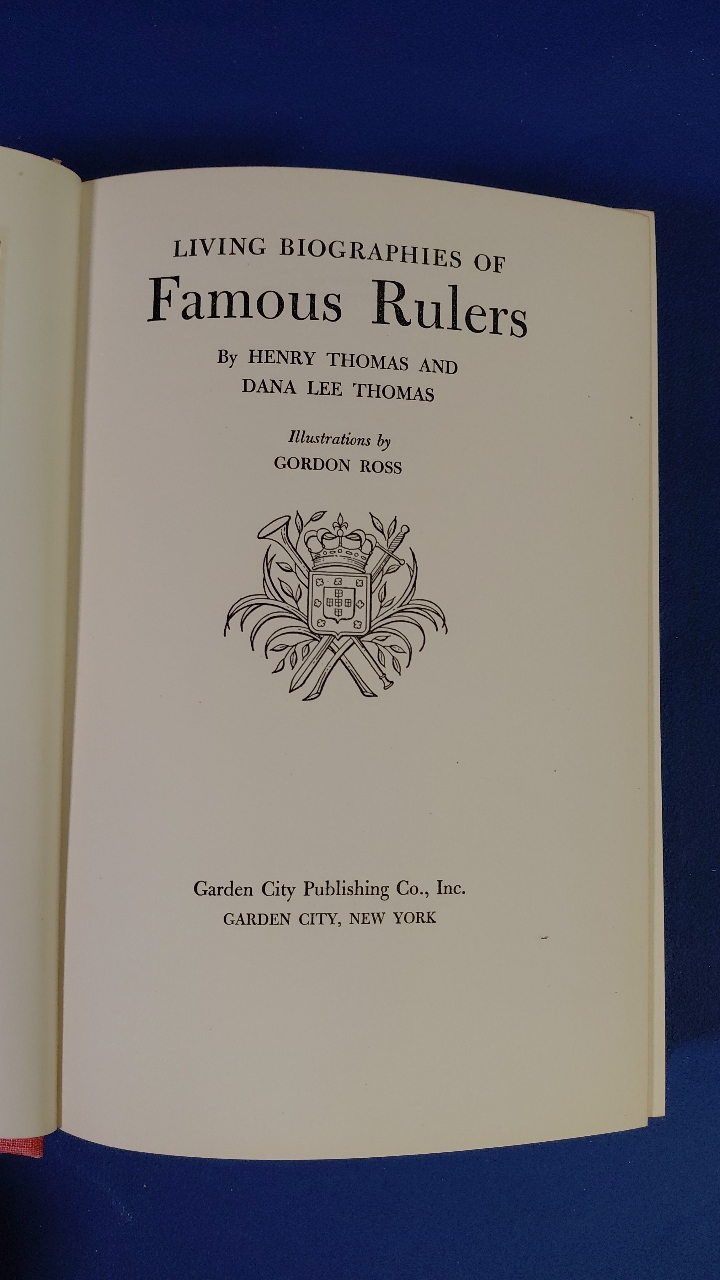 LIVING BIOGRAPHIES OF
Famous Rulers
By HENRY THOMAS AND
DANA LEE THOMAS
Illustrations by
GORDON ROSS
Garden City Publishing Co., Inc.
GARDEN CITY, NEW YORK